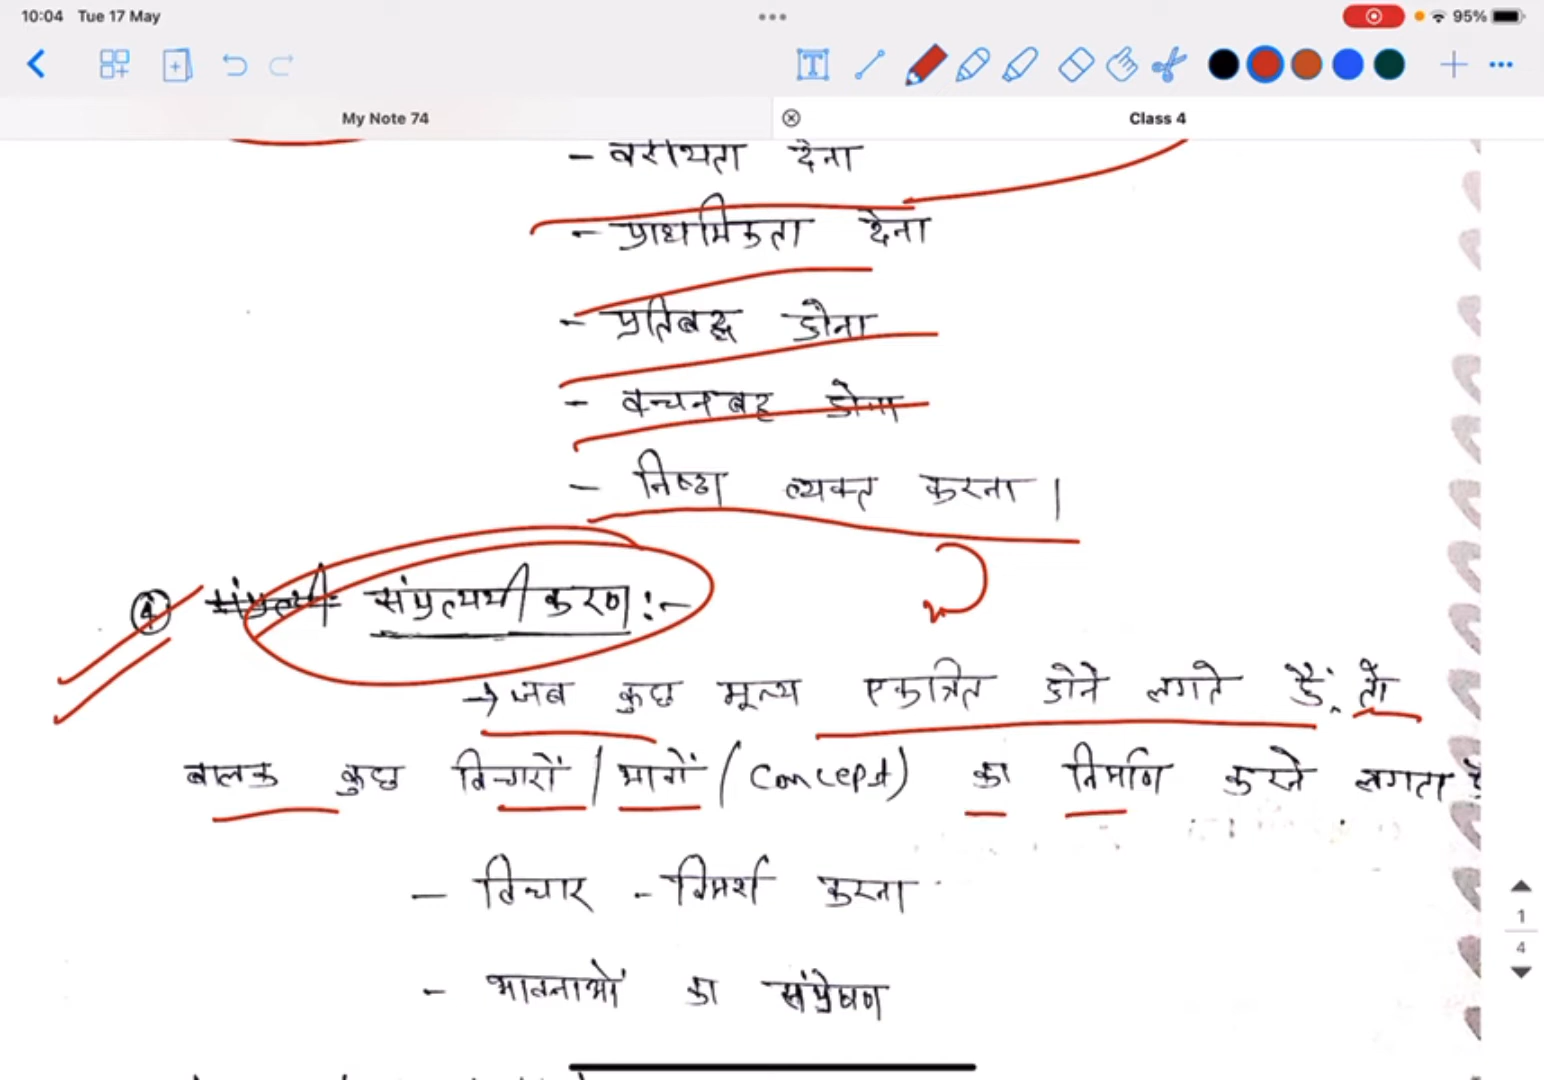 10:04 Tue 17 May
95%
My Note 74
Class 4
- वरीयता देना
- प्राथमिकता देना
- प्रतिबद्ध होना
- वचनबद्ध होना
- निष्ठा व्यक्त करना ।
④ संप्रत्यी संप्रत्ययीकरण :-
→ जब कुछ मूल्य एकत्रित होने लगते हैं, तो
बालक कुछ विचारों / भावों / (Concept) का निर्माण करने लगता है
- विचार - विमर्श करना
- भावनाओं का संप्रेषण
1
4